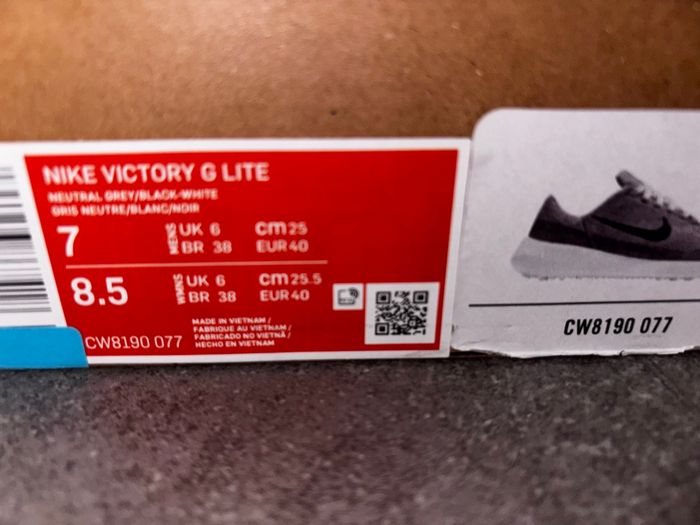 NIKE VICTORY G LITE
NEUTRAL GREY/BLACK-WHITE
GRIS NEUTRE/BLANC/NOIR
7 MENS UK 6 cm 25
BR 38 EUR 40
8.5 WMNS UK 6 cm 25.5
BR 38 EUR 40
CW8190 077
MADE IN VIETNAM /
FABRIQUE AU VIETNAM /
FABRICADO NO VIETNÃ /
HECHO EN VIETNAM
CW8190 077